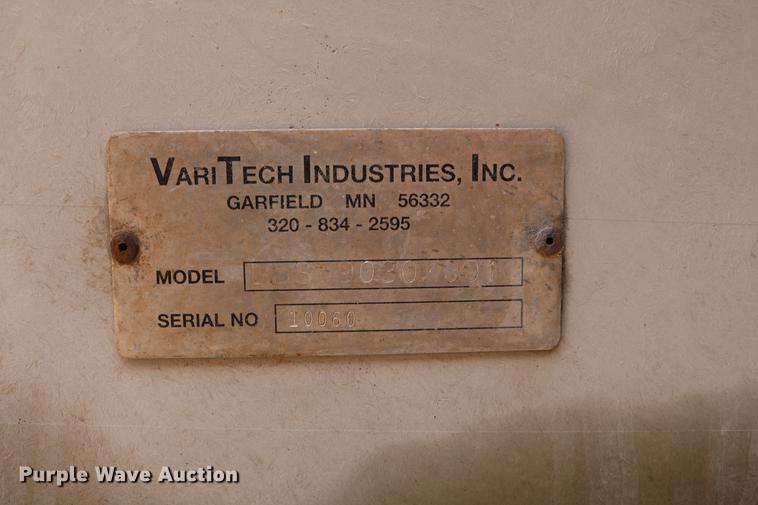 VARITECH INDUSTRIES, INC.
GARFIELD MN 56332
320 - 834 - 2595
MODEL
SERIAL NO 10060
Purple Wave Auction